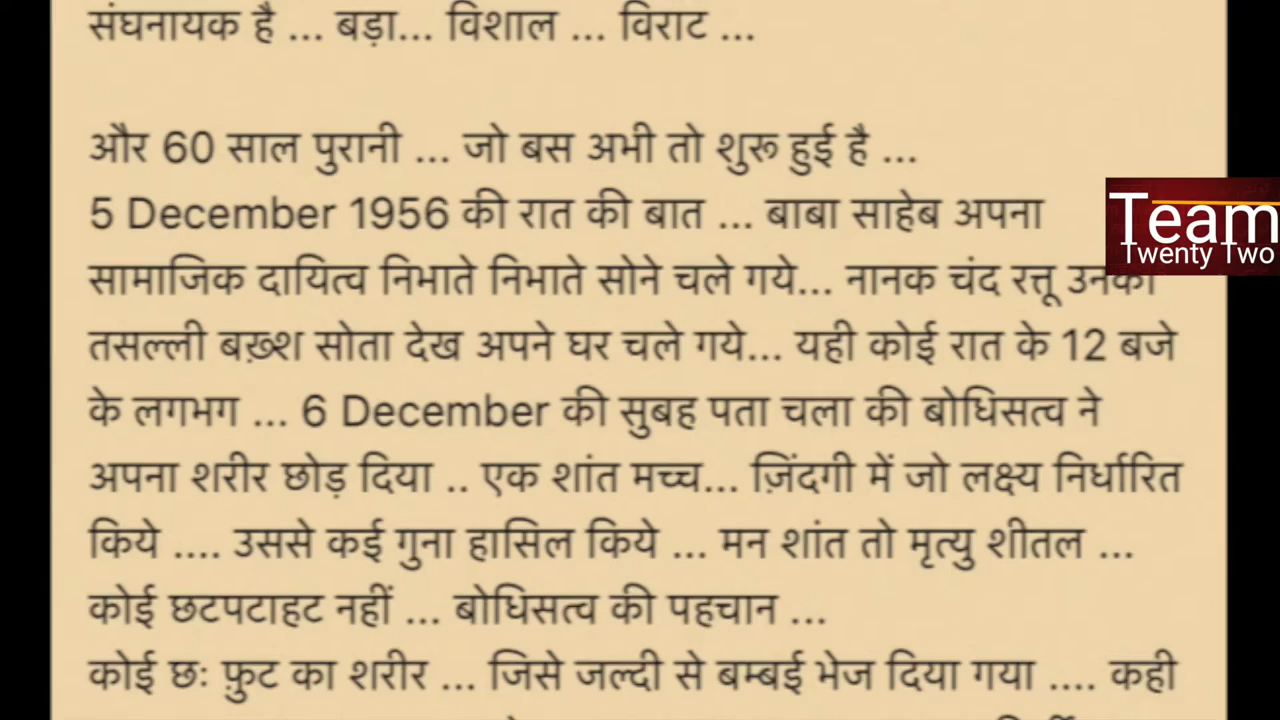 संघनायक है ... बड़ा... विशाल ... विराट ...
और 60 साल पुरानी ... जो बस अभी तो शुरू हुई है ...
5 December 1956 की रात की बात ... बाबा साहेब अपना
Team
Twenty Two
सामाजिक दायित्व निभाते निभाते सोने चले गये... नानक चंद रत्तू उनको
तसल्ली बख़्श सोता देख अपने घर चले गये... यही कोई रात के 12 बजे
के लगभग ... 6 December की सुबह पता चला की बोधिसत्व ने
अपना शरीर छोड़ दिया .. एक शांत मच्च... ज़िंदगी में जो लक्ष्य निर्धारित
किये .... उससे कई गुना हासिल किये ... मन शांत तो मृत्यु शीतल ...
कोई छटपटाहट नहीं ... बोधिसत्व की पहचान ...
कोई छः फ़ुट का शरीर ... जिसे जल्दी से बम्बई भेज दिया गया .... कही